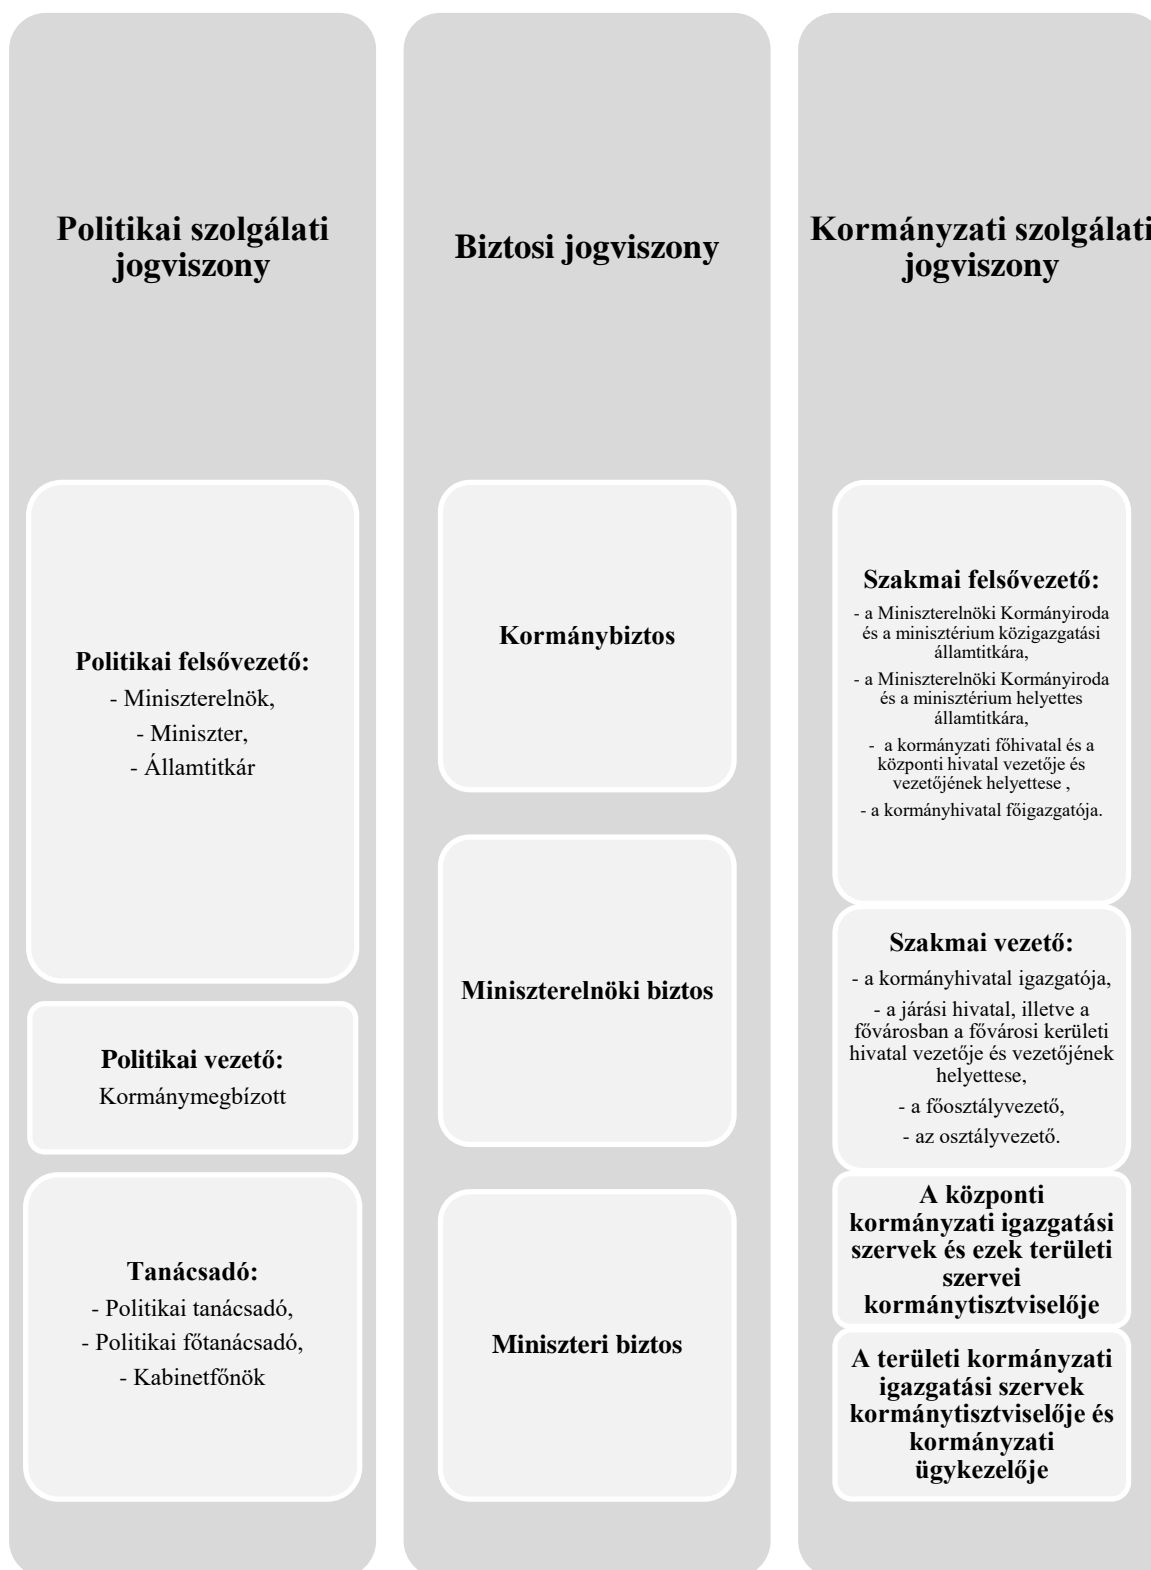 Politikai szolgálati
jogviszony
Politikai felsővezető:
- Miniszterelnök,
- Miniszter,
- Államtitkár
Politikai vezető:
Kormánymegbízott
Tanácsadó:
- Politikai tanácsadó,
- Politikai főtanácsadó,
- Kabinetfőnök
Biztosi jogviszony
Kormánybiztos
Miniszterelnöki biztos
Miniszteri biztos
Kormányzati szolgálati
jogviszony
Szakmai felsővezető:
- a Miniszterelnöki Kormányiroda
és a minisztérium közigazgatási
államtitkára,
- a Miniszterelnöki Kormányiroda
és a minisztérium helyettes
államtitkára,
- a kormányzati főhivatal és a
központi hivatal vezetője és
vezetőjének helyettese ,
- a kormányhivatal főigazgatója.
Szakmai vezető:
- a kormányhivatal igazgatója,
- a járási hivatal, illetve a
fővárosban a fővárosi kerületi
hivatal vezetője és vezetőjének
helyettese,
- a főosztályvezető,
- az osztályvezető.
A központi
kormányzati igazgatási
szervek és ezek területi
szervei
kormánytisztviselője
A területi kormányzati
igazgatási szervek
kormánytisztviselője és
kormányzati
ügykezelője